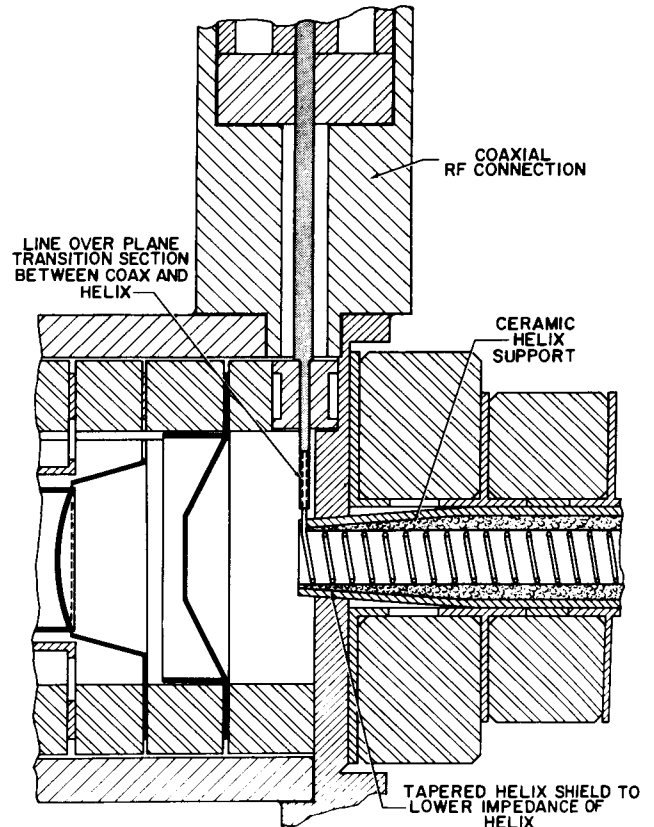 COAXIAL
RF CONNECTION
LINE OVER PLANE
TRANSITION SECTION
BETWEEN COAX AND
HELIX
CERAMIC
HELIX
SUPPORT
TAPERED HELIX SHIELD TO
LOWER IMPEDANCE OF
HELIX